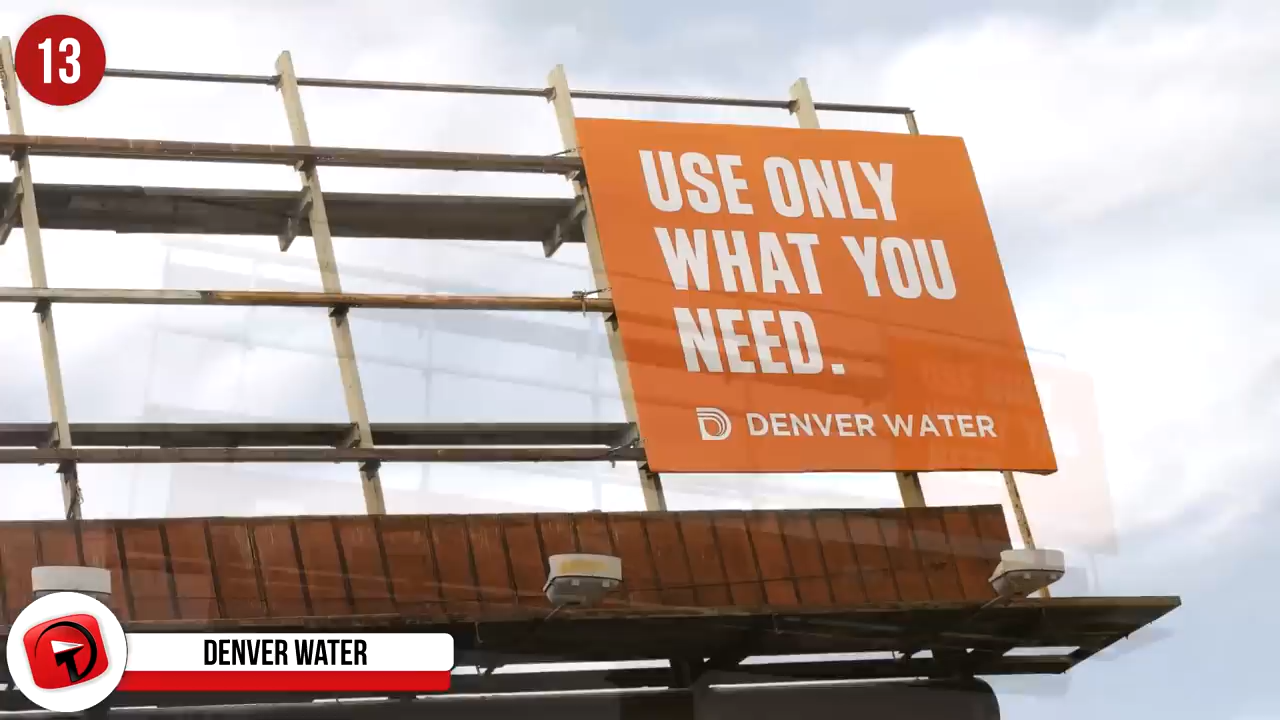 13
USE ONLY
WHAT YOU
NEED.
DENVER WATER
DENVER WATER